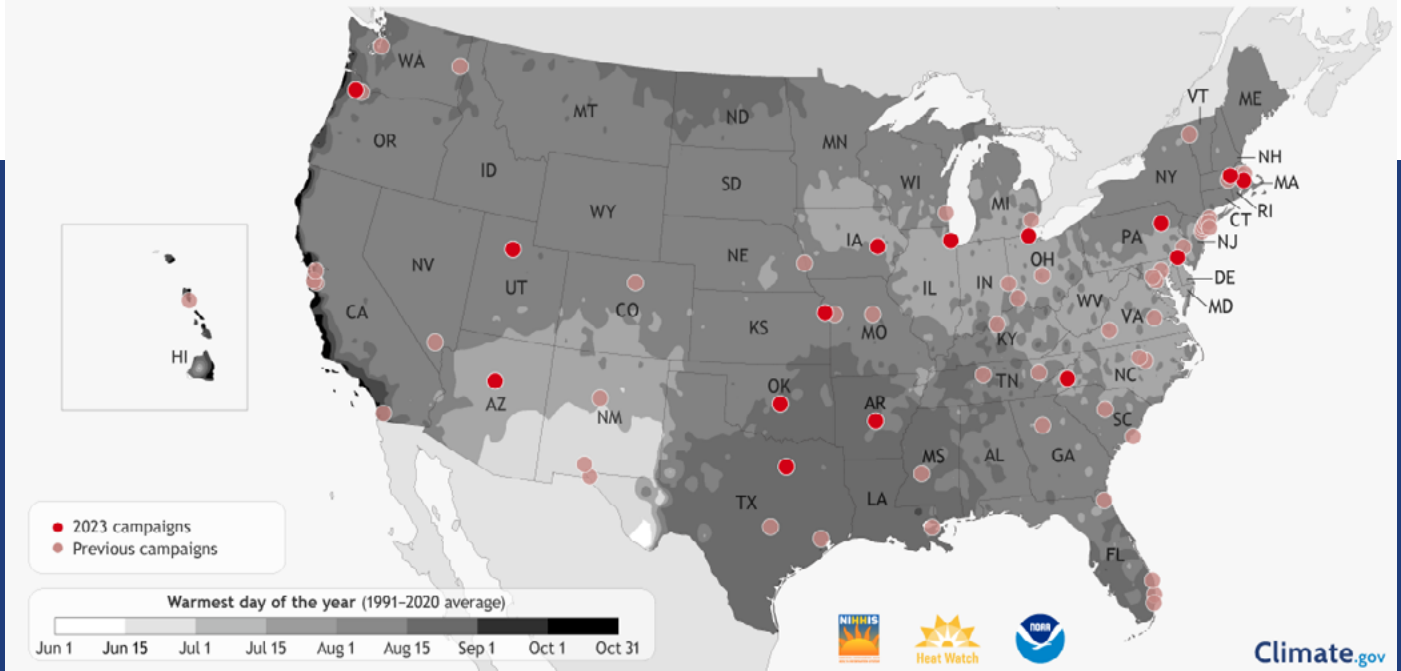 WA
MT
ND
MN
VT
ME
OR
ID
SD
WI
MI
NY
NH
MA
WY
RI
CT
IA
PA
NJ
NV
UT
NE
OH
IL
IN
DE
CA
CO
WV
MD
KS
MO
VA
HI
KY
OK
TN
NC
AZ
NM
AR
SC
MS
AL
GA
TX
LA
FL
2023 campaigns
Previous campaigns
Warmest day of the year (1991–2020 average)
Jun 1 Jun 15 Jul 1 Jul 15 Aug 1 Aug 15 Sep 1 Oct 1 Oct 31
NIHHIS
Heat Watch
NOAA
Climate.gov